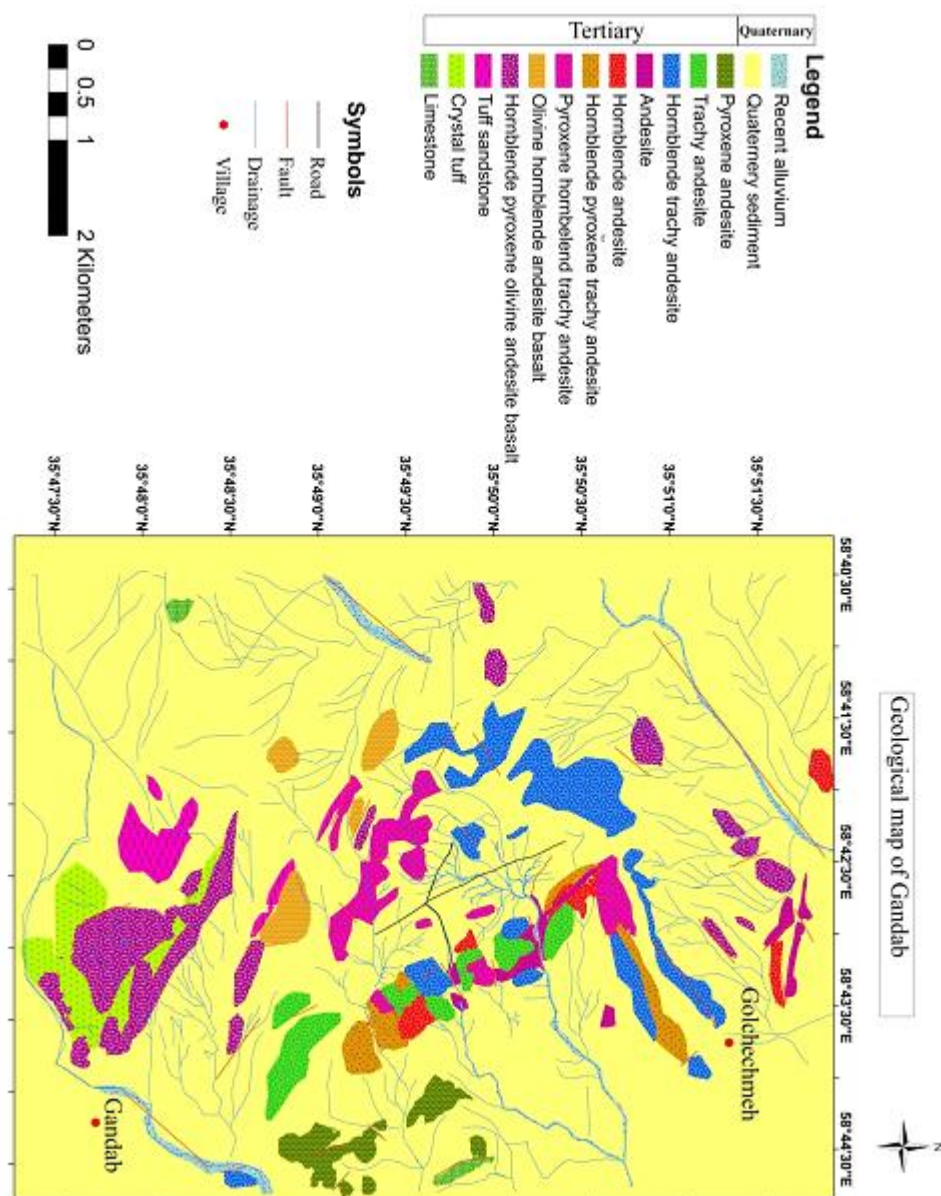 Geological map of Gandab
N
58°40'30"E
58°41'30"E
58°42'30"E
58°43'30"E
58°44'30"E
35°51'30"N
35°51'0"N
35°50'30"N
35°50'0"N
35°49'30"N
35°49'0"N
35°48'30"N
35°48'0"N
35°47'30"N
Golchechmeh
Gandab
Legend
Quaternary
Tertiary
Recent alluvium
Quaternery sediment
Pyroxene andesite
Trachy andesite
Hornblende trachy andesite
Andesite
Hornblende andesite
Hornblende pyroxene trachy andesite
Pyroxene hornbelend trachy andesite
Olivine hornblende andesite basalt
Hornblende pyroxene olivine andesite basalt
Tuff sandstone
Crystal tuff
Limestone
Symbols
Road
Fault
Drainage
Village
0 0.5 1 2 Kilometers